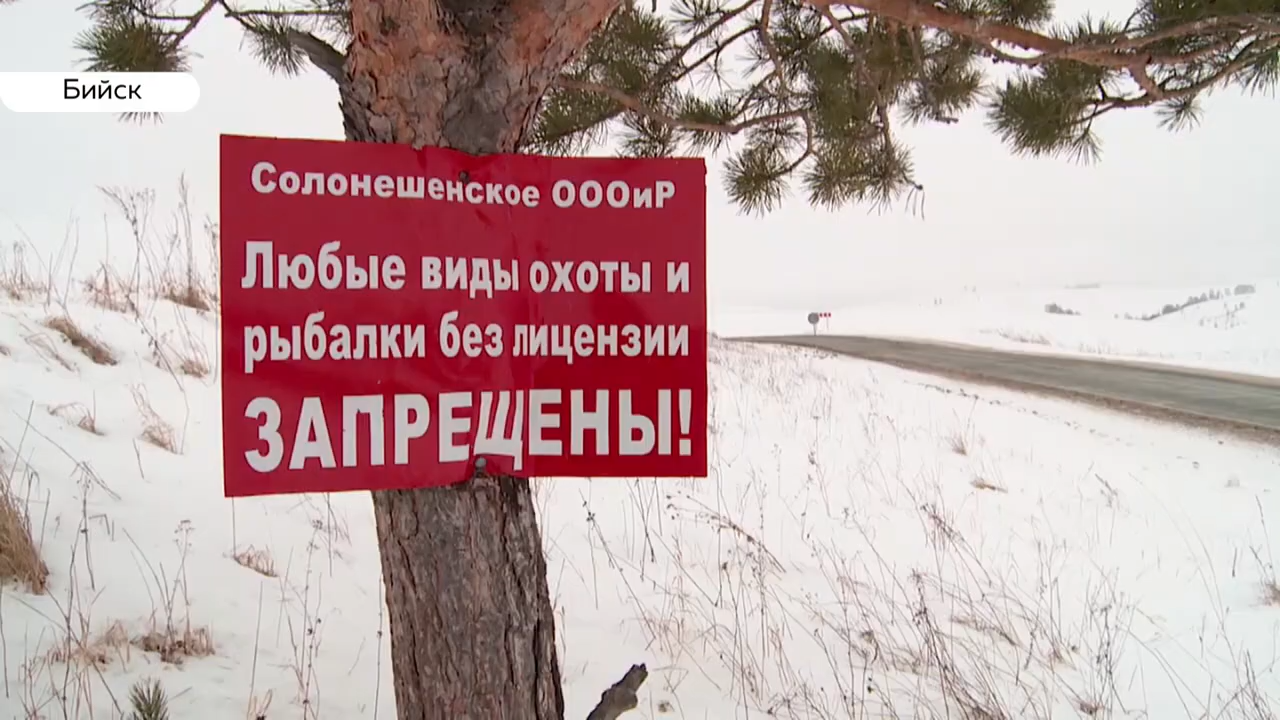 Бийск
Солонешенское ОООиР
Любые виды охоты и
рыбалки без лицензии
ЗАПРЕЩЕНЫ!